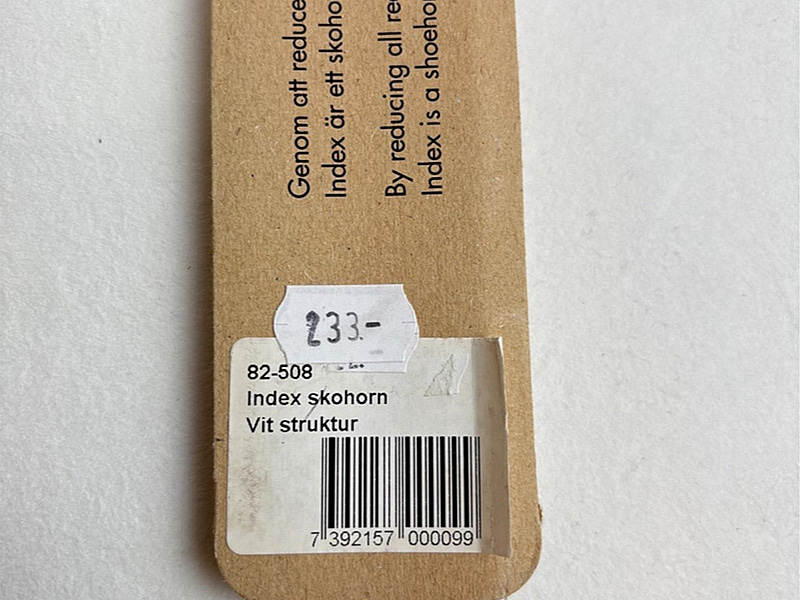 Genom att reduce
Index är ett skoho
By reducing all re
Index is a shoehor
233.-
82-508
Index skohorn
Vit struktur
7 392157 000099